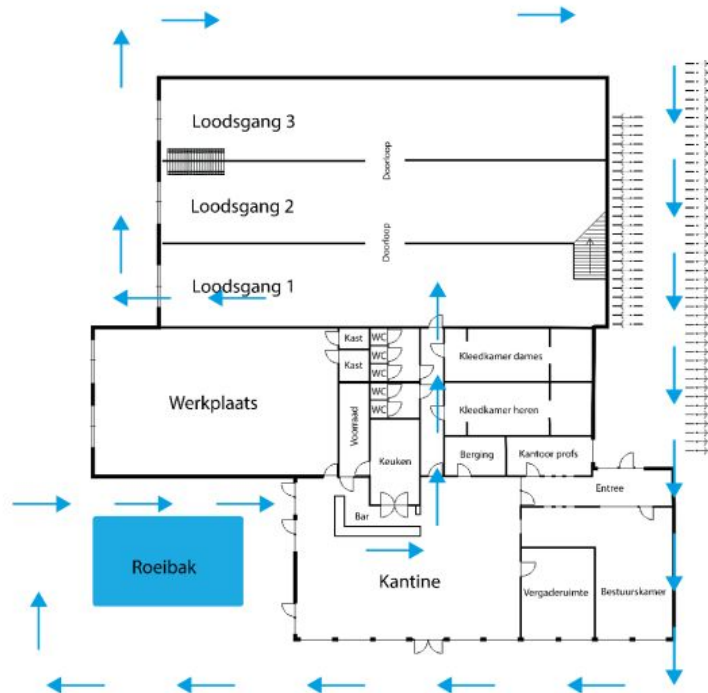 Loodsgang 3
Doorloop
Loodsgang 2
Doorloop
Loodsgang 1
Kast
WC
Kast
WC
WC
Kleedkamer dames
Werkplaats
WC
WC
Kleedkamer heren
Voorraad
Keuken
Berging
Kantoor profs
Entree
Bar
Roeibak
Kantine
Vergaderuimte
Bestuurskamer